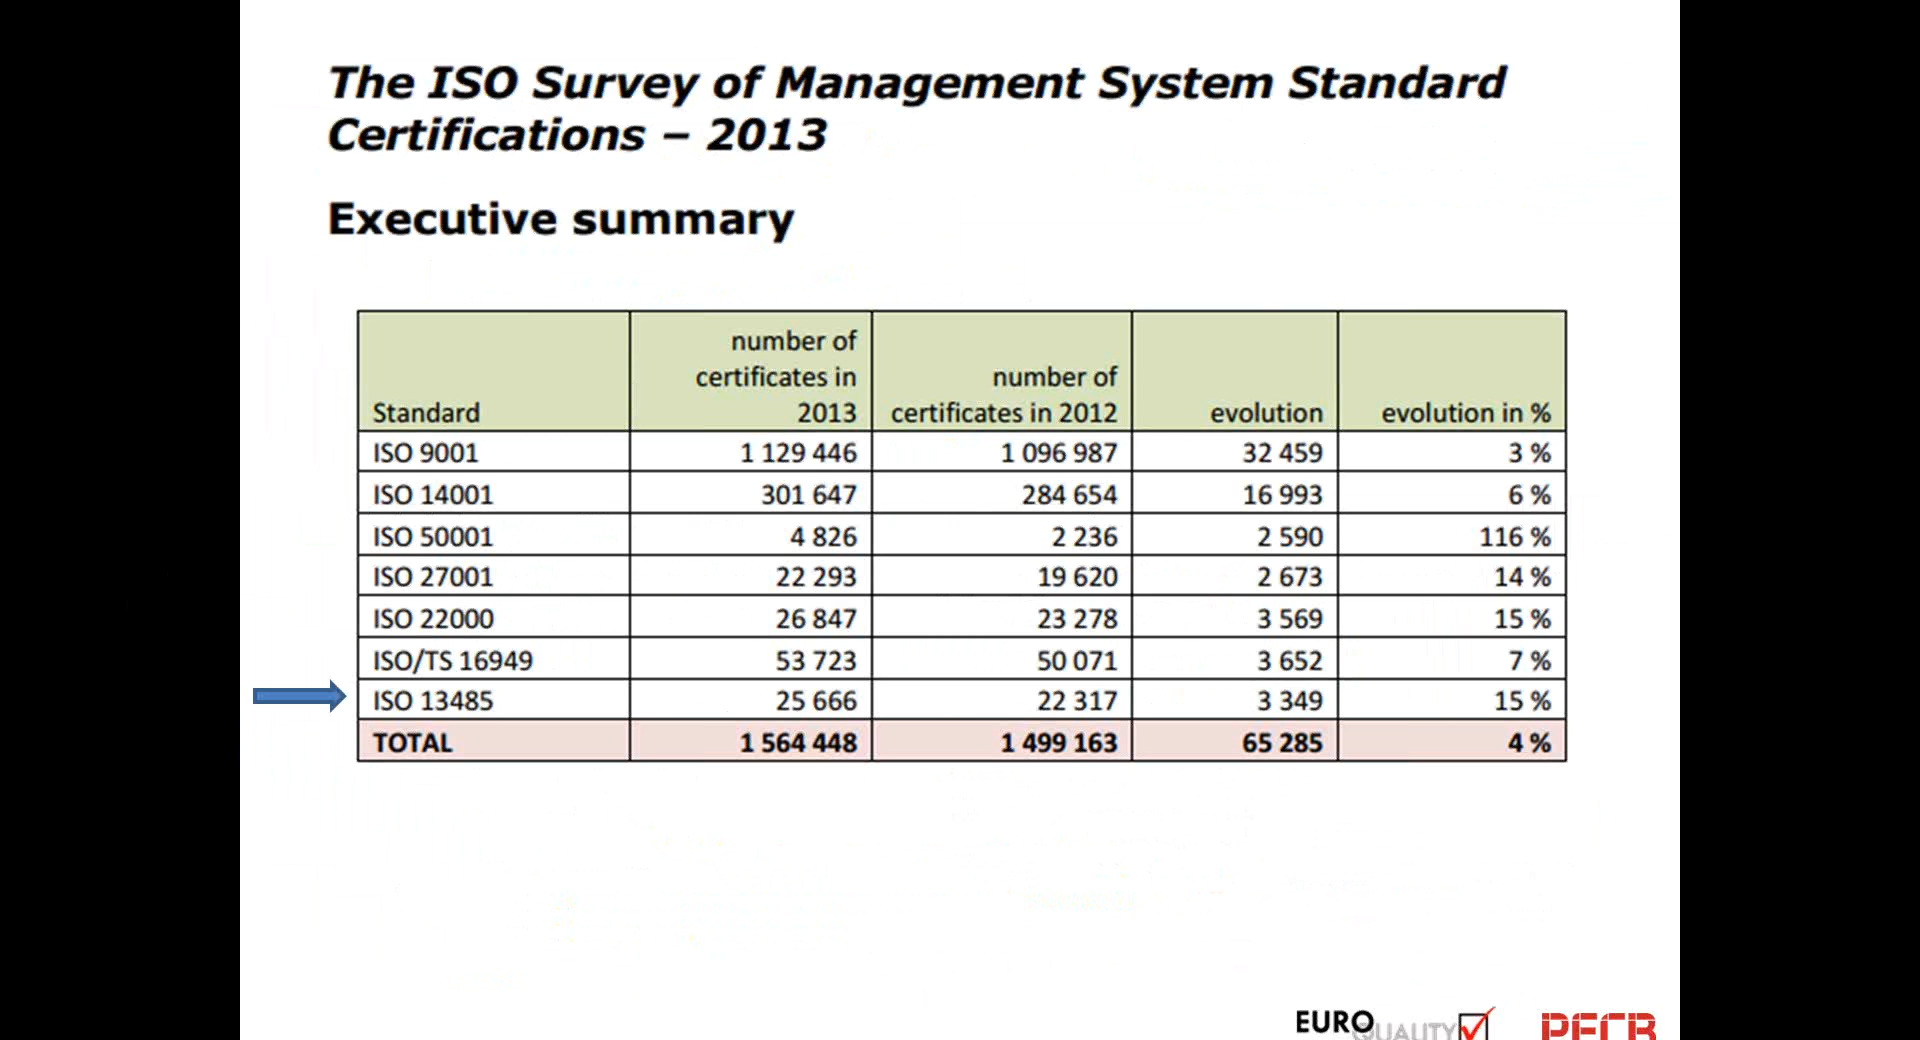 The ISO Survey of Management System Standard
Certifications – 2013
Executive summary
Standard number of certificates in 2013 number of certificates in 2012 evolution evolution in %
ISO 9001 1 129 446 1 096 987 32 459 3 %
ISO 14001 301 647 284 654 16 993 6 %
ISO 50001 4 826 2 236 2 590 116 %
ISO 27001 22 293 19 620 2 673 14 %
ISO 22000 26 847 23 278 3 569 15 %
ISO/TS 16949 53 723 50 071 3 652 7 %
ISO 13485 25 666 22 317 3 349 15 %
TOTAL 1 564 448 1 499 163 65 285 4 %
EURO QUALITY PECB